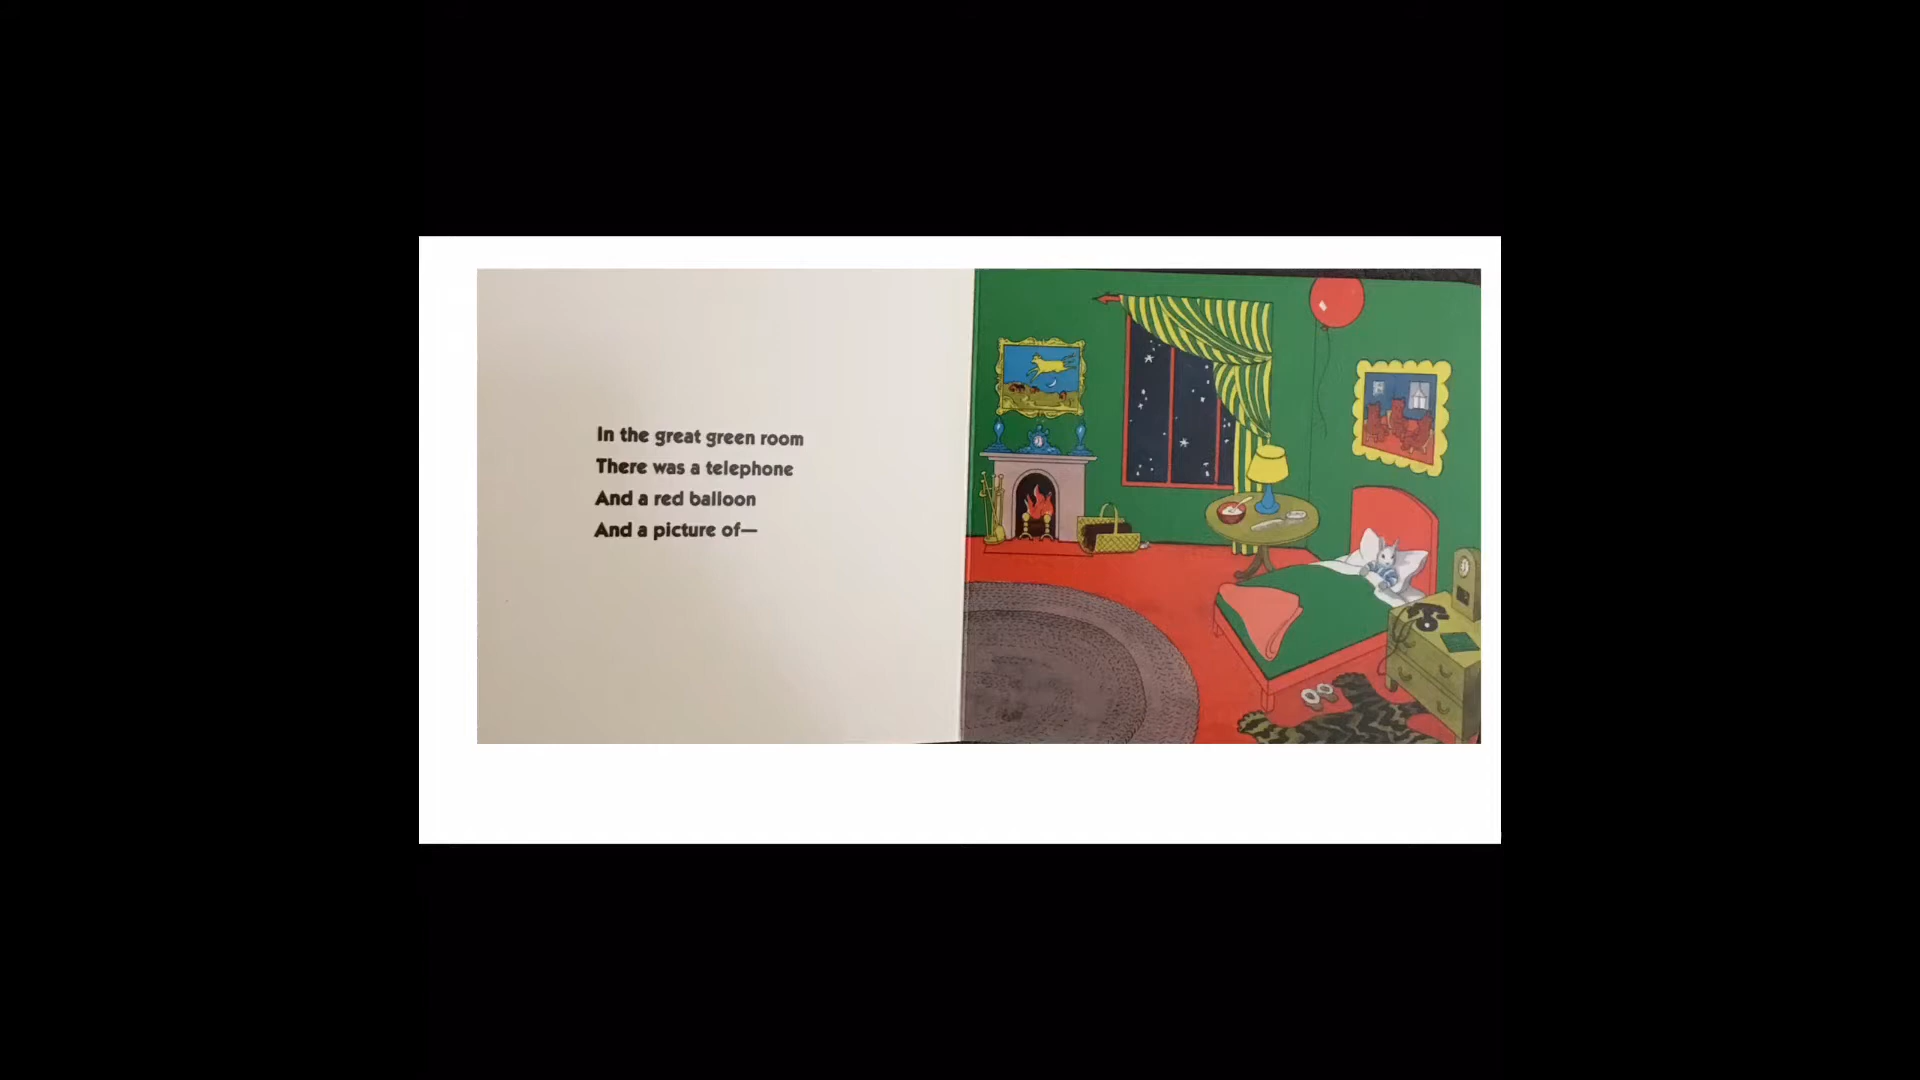 In the great green room
There was a telephone
And a red balloon
And a picture of—